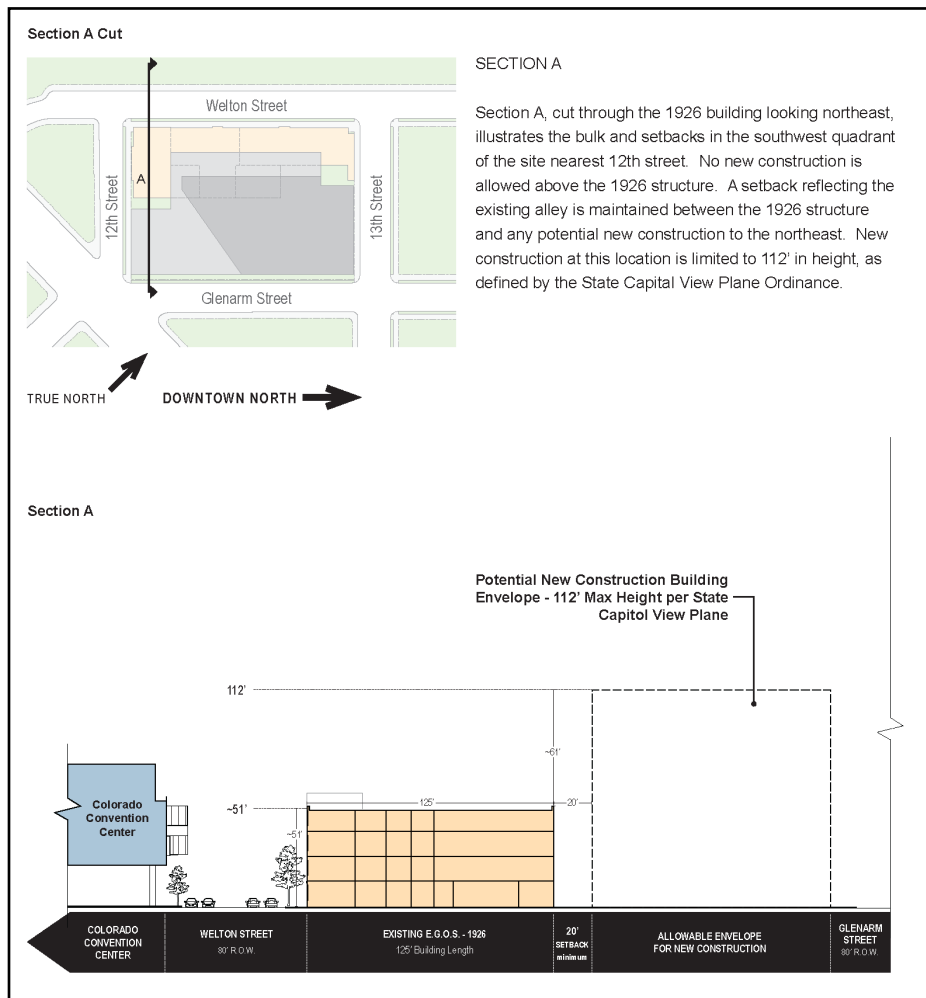 Section A Cut
Welton Street
A
12th Street
13th Street
Glenarm Street
TRUE NORTH
DOWNTOWN NORTH
SECTION A
Section A, cut through the 1926 building looking northeast,
illustrates the bulk and setbacks in the southwest quadrant
of the site nearest 12th street. No new construction is
allowed above the 1926 structure. A setback reflecting the
existing alley is maintained between the 1926 structure
and any potential new construction to the northeast. New
construction at this location is limited to 112' in height, as
defined by the State Capital View Plane Ordinance.
Section A
Potential New Construction Building
Envelope - 112' Max Height per State
Capitol View Plane
112'
~61'
~51'
125'
20'
~51'
Colorado
Convention
Center
COLORADO
CONVENTION
CENTER
WELTON STREET
80' R.O.W.
EXISTING E.G.O.S. - 1926
125' Building Length
20'
SETBACK
minimum
ALLOWABLE ENVELOPE
FOR NEW CONSTRUCTION
GLENARM
STREET
80' R.O.W.